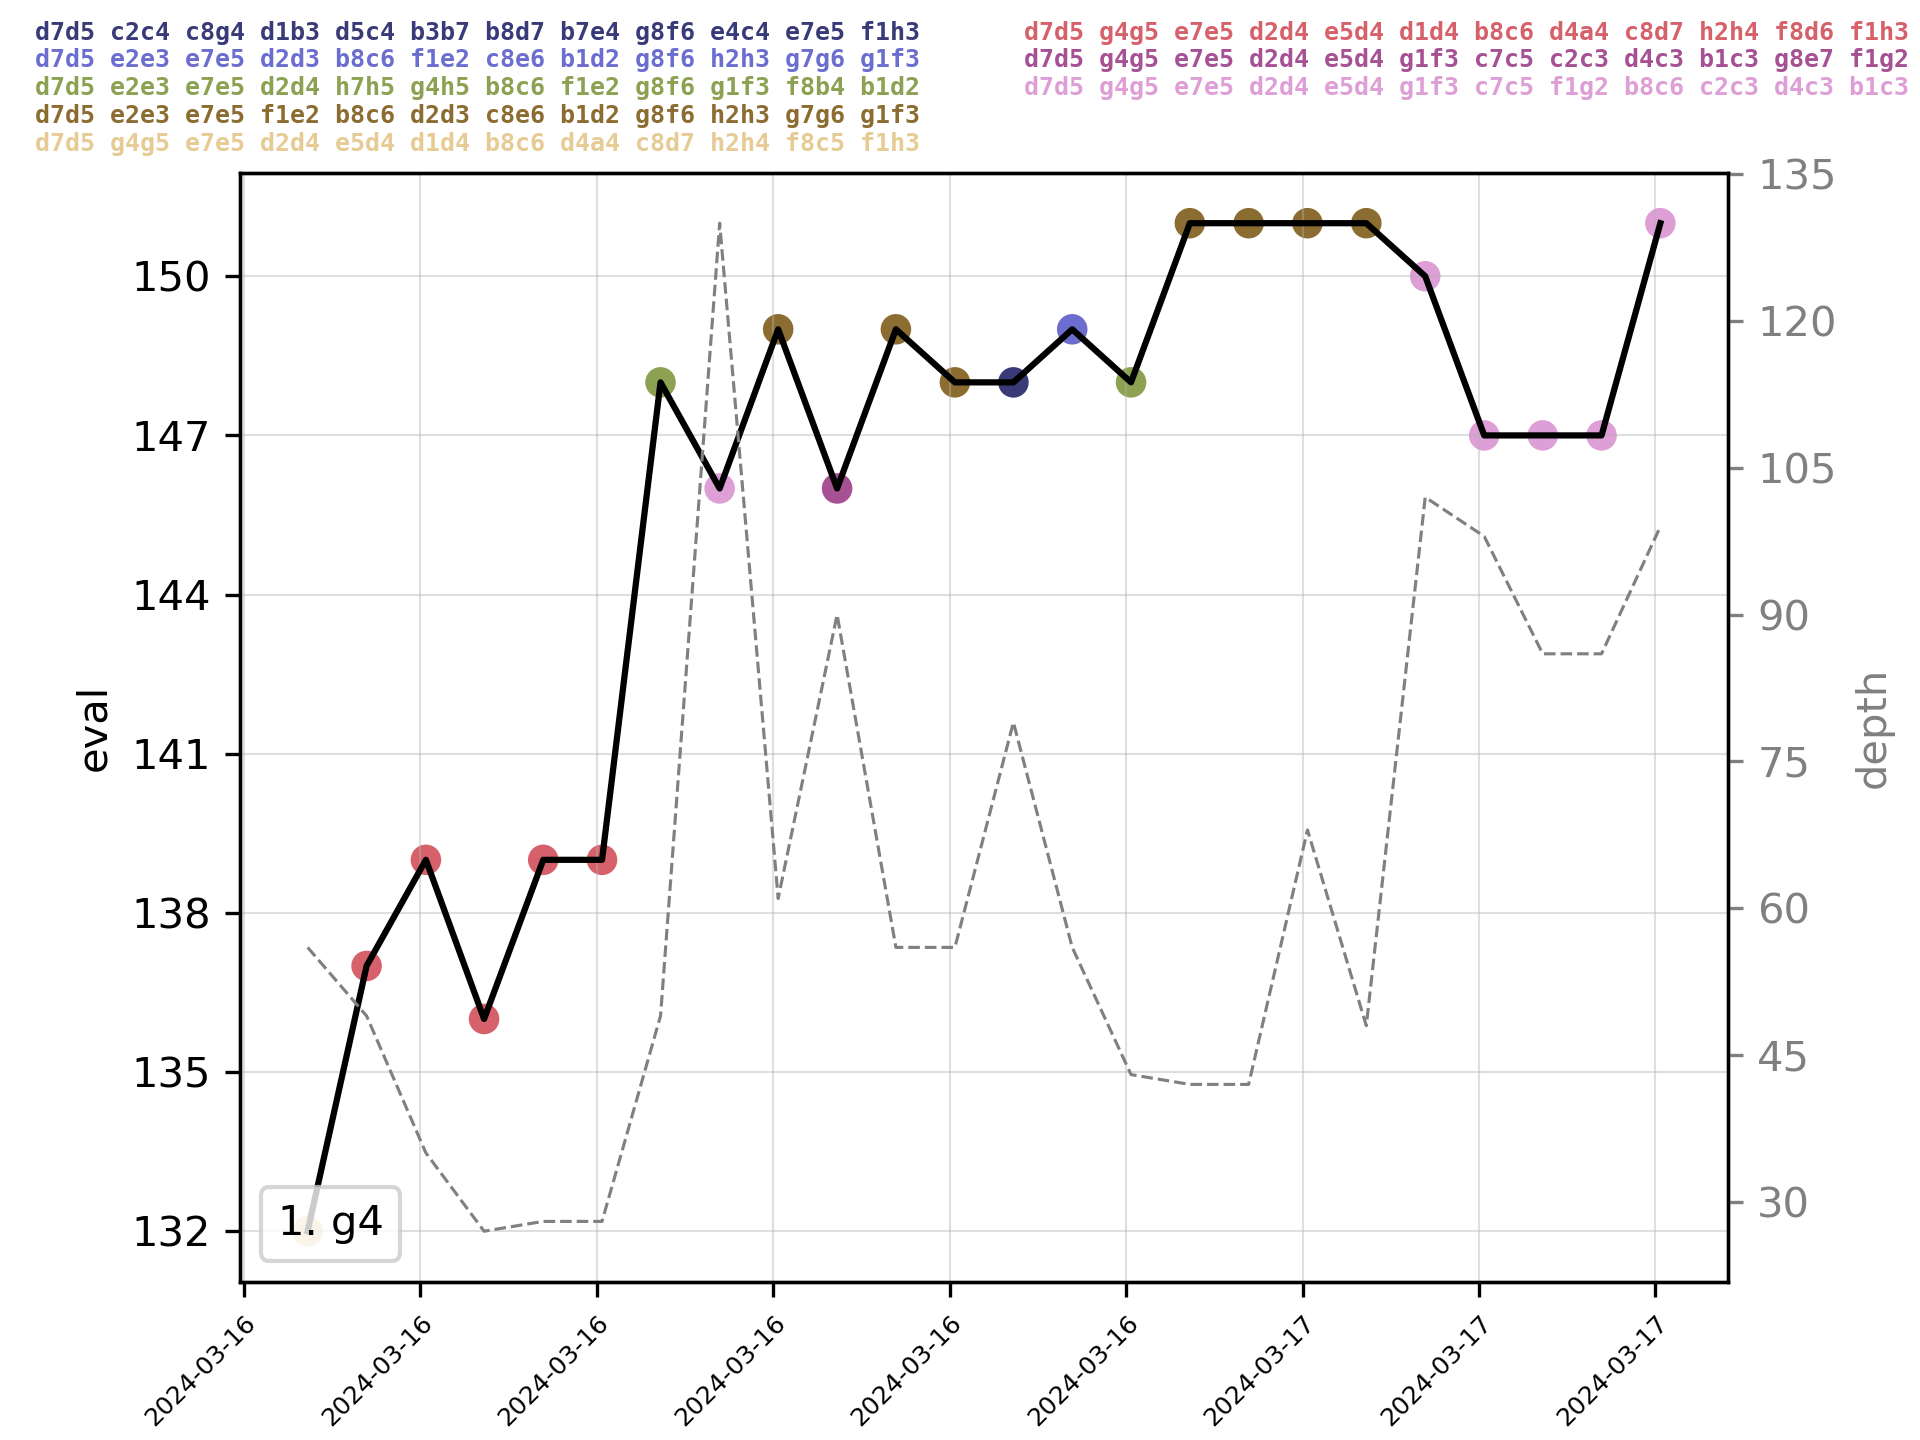 d7d5 c2c4 c8g4 d1b3 d5c4 b3b7 b8d7 b7e4 g8f6 e4c4 e7e5 f1h3
d7d5 e2e3 e7e5 d2d3 b8c6 f1e2 c8e6 b1d2 g8f6 h2h3 g7g6 g1f3
d7d5 e2e3 e7e5 d2d4 h7h5 g4h5 b8c6 f1e2 g8f6 g1f3 f8b4 b1d2
d7d5 e2e3 e7e5 f1e2 b8c6 d2d3 c8e6 b1d2 g8f6 h2h3 g7g6 g1f3
d7d5 g4g5 e7e5 d2d4 e5d4 d1d4 b8c6 d4a4 c8d7 h2h4 f8c5 f1h3
d7d5 g4g5 e7e5 d2d4 e5d4 d1d4 b8c6 d4a4 c8d7 h2h4 f8d6 f1h3
d7d5 g4g5 e7e5 d2d4 e5d4 g1f3 c7c5 c2c3 d4c3 b1c3 g8e7 f1g2
d7d5 g4g5 e7e5 d2d4 e5d4 g1f3 c7c5 f1g2 b8c6 c2c3 d4c3 b1c3
eval
150
147
144
141
138
135
132
1. g4
135
120
105
90
75
60
45
30
depth
2024-03-16
2024-03-16
2024-03-16
2024-03-16
2024-03-16
2024-03-16
2024-03-17
2024-03-17
2024-03-17